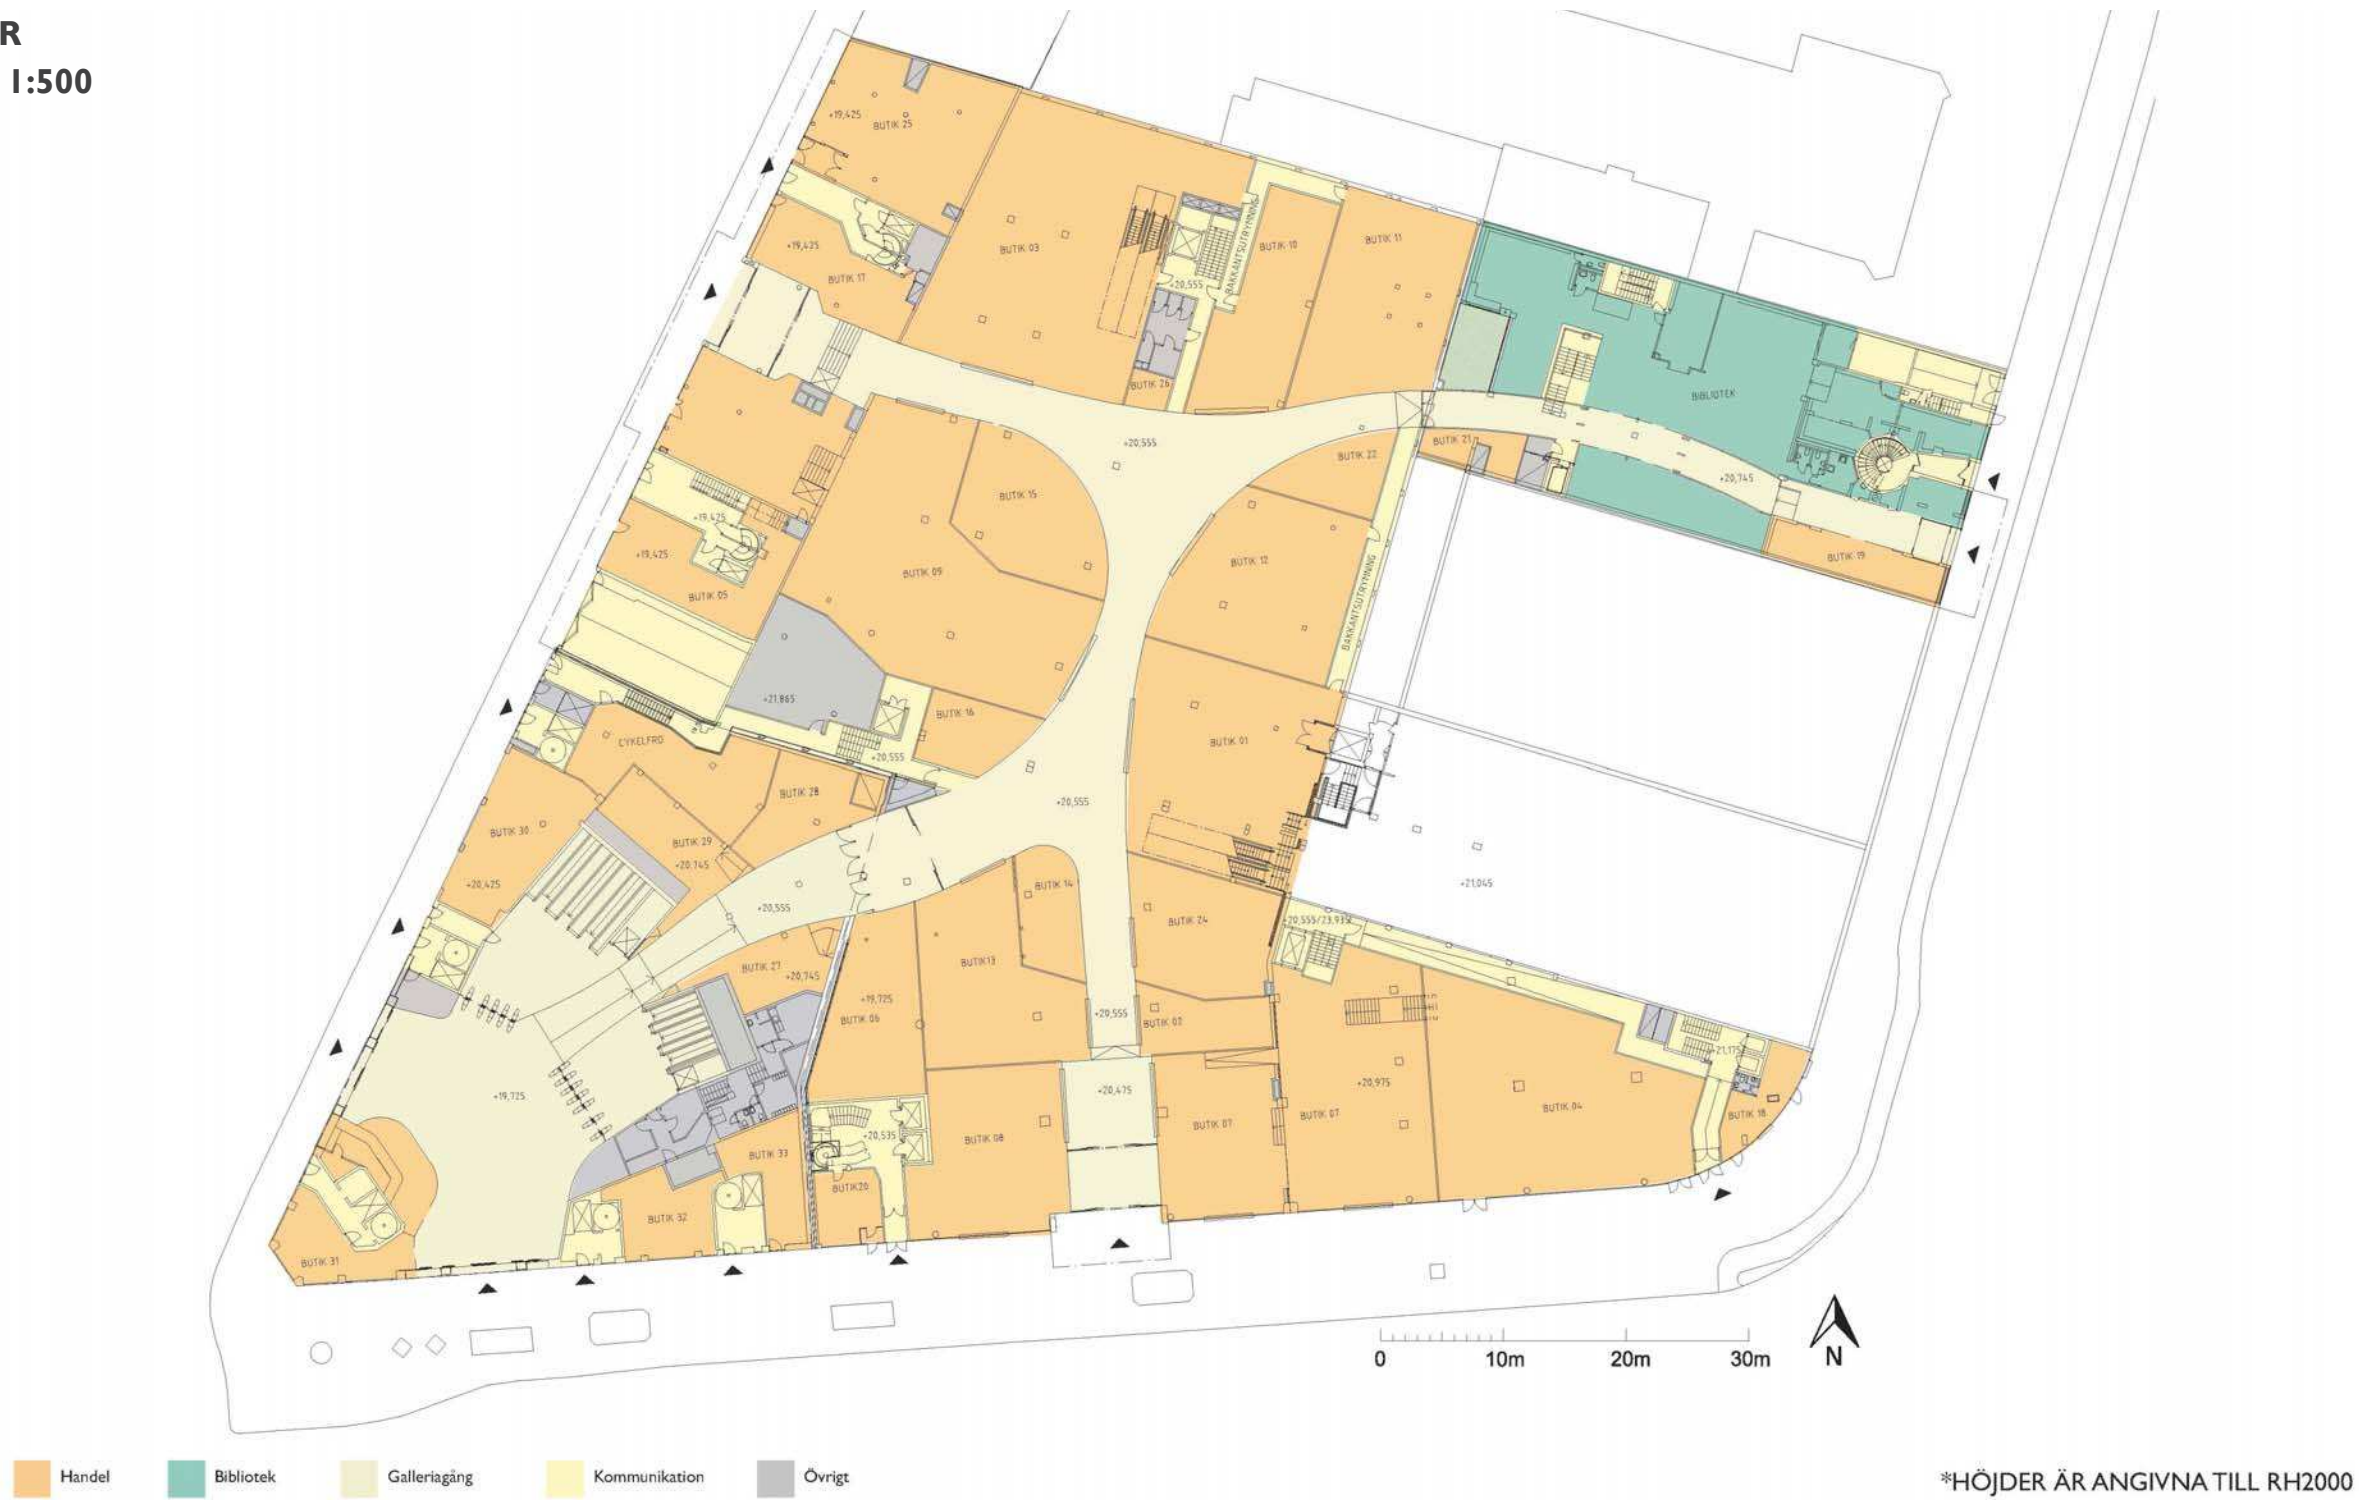 R
1:500
+19,425
BUTIK 25
+19,425
BUTIK 17
BUTIK 03
+20,555
BAKKANTSUTRYMNING
BUTIK 10
BUTIK 11
BUTIK 26
BIBLIOTEK
+20,745
BUTIK 21
BUTIK 22
BUTIK 19
+20,555
BUTIK 15
BUTIK 09
BUTIK 12
BAKKANTSUTRYMNING
+19,425
+19,425
BUTIK 05
+21,865
BUTIK 16
+20,555
BUTIK 01
CYKELFRO
BUTIK 28
+20,555
BUTIK 30
BUTIK 29
+20,745
+20,425
+20,555
BUTIK 14
BUTIK 24
+21,045
+20,555/23,935
BUTIK 27
+20,745
BUTIK 13
+19,725
BUTIK 06
+20,555
BUTIK 02
+19,725
+20,475
+20,975
+21,175
BUTIK 04
BUTIK 18
BUTIK 07
BUTIK 07
BUTIK 08
+20,535
BUTIK 33
BUTIK20
BUTIK 32
BUTIK 31
0 10m 20m 30m
N
Handel
Bibliotek
Galleriagång
Kommunikation
Övrigt
*HÖJDER ÄR ANGIVNA TILL RH2000